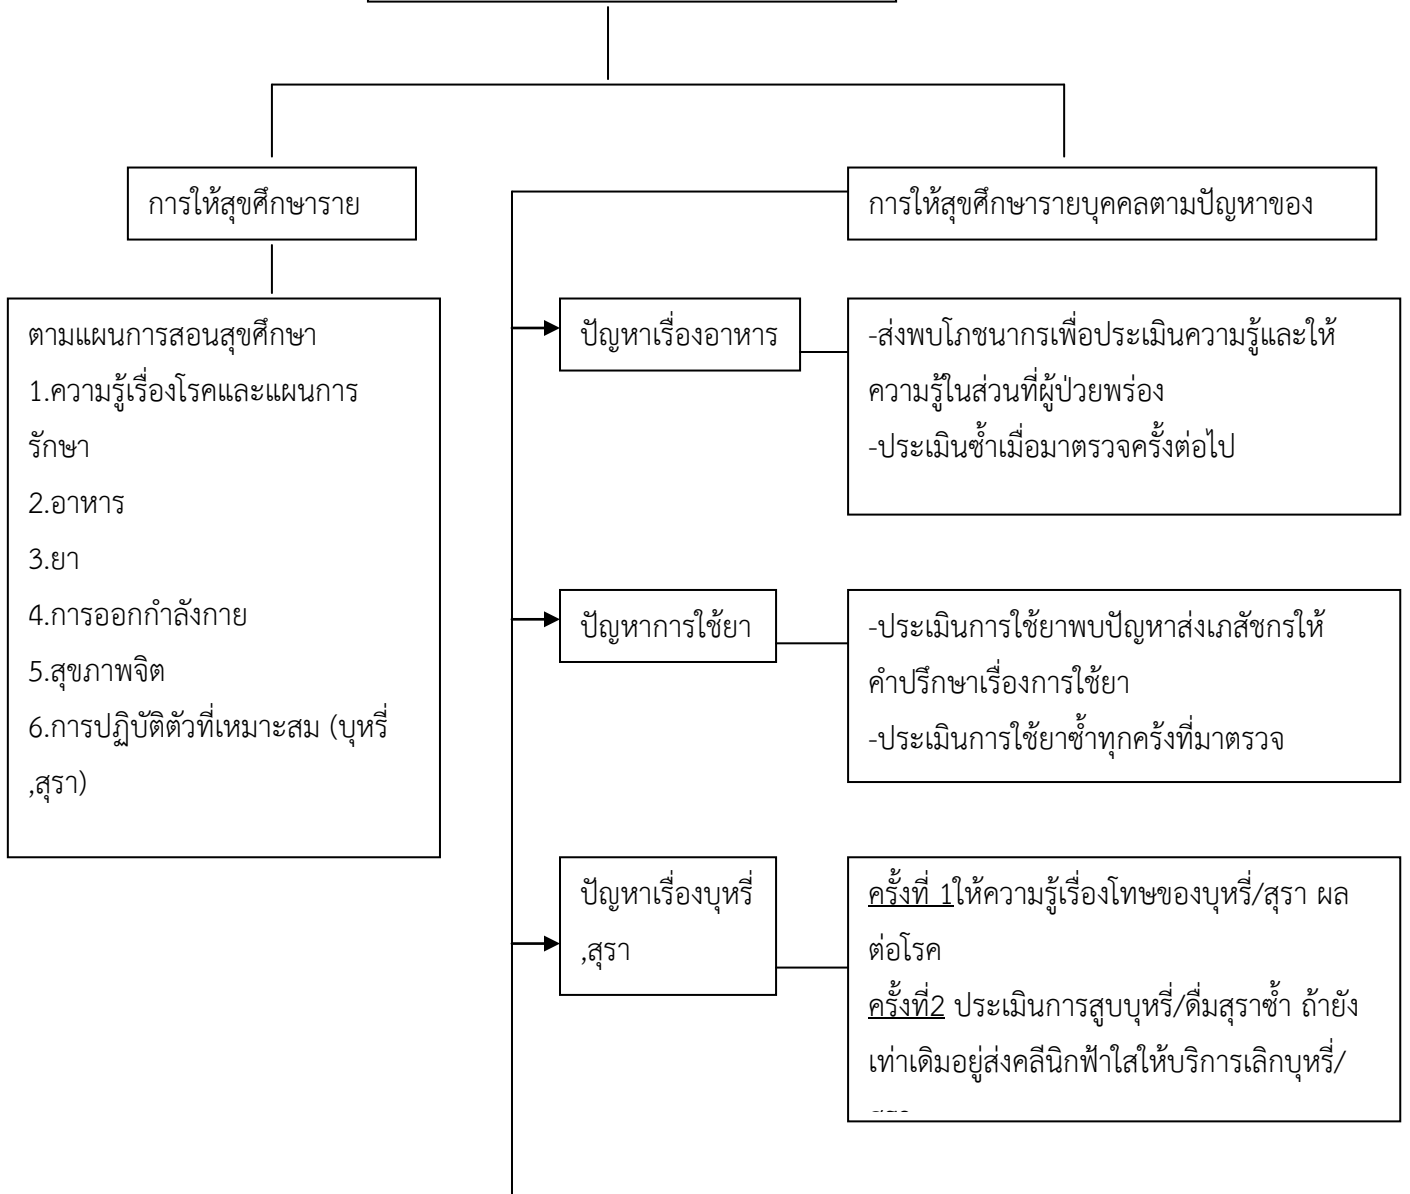 การให้สุขศึกษาราย
ตามแผนการสอนสุขศึกษา
1.ความรู้เรื่องโรคและแผนการ
รักษา
2.อาหาร
3.ยา
4.การออกกำลังกาย
5.สุขภาพจิต
6.การปฏิบัติตัวที่เหมาะสม (บุหรี่
,สุรา)
การให้สุขศึกษารายบุคคลตามปัญหาของ
ปัญหาเรื่องอาหาร
-ส่งพบโภชนากรเพื่อประเมินความรู้และให้
ความรู้ในส่วนที่ผู้ป่วยพร่อง
-ประเมินซ้ำเมื่อมาตรวจครั้งต่อไป
ปัญหาการใช้ยา
-ประเมินการใช้ยาพบปัญหาส่งเภสัชกรให้
คำปรึกษาเรื่องการใช้ยา
-ประเมินการใช้ยาซ้ำทุกครั้งที่มาตรวจ
ปัญหาเรื่องบุหรี่
,สุรา
ครั้งที่ 1ให้ความรู้เรื่องโทษของบุหรี่/สุรา ผล
ต่อโรค
ครั้งที่2 ประเมินการสูบบุหรี่/ดื่มสุราซ้ำ ถ้ายัง
เท่าเดิมอยู่ส่งคลีนิกฟ้าใสให้บริการเลิกบุหรี่/